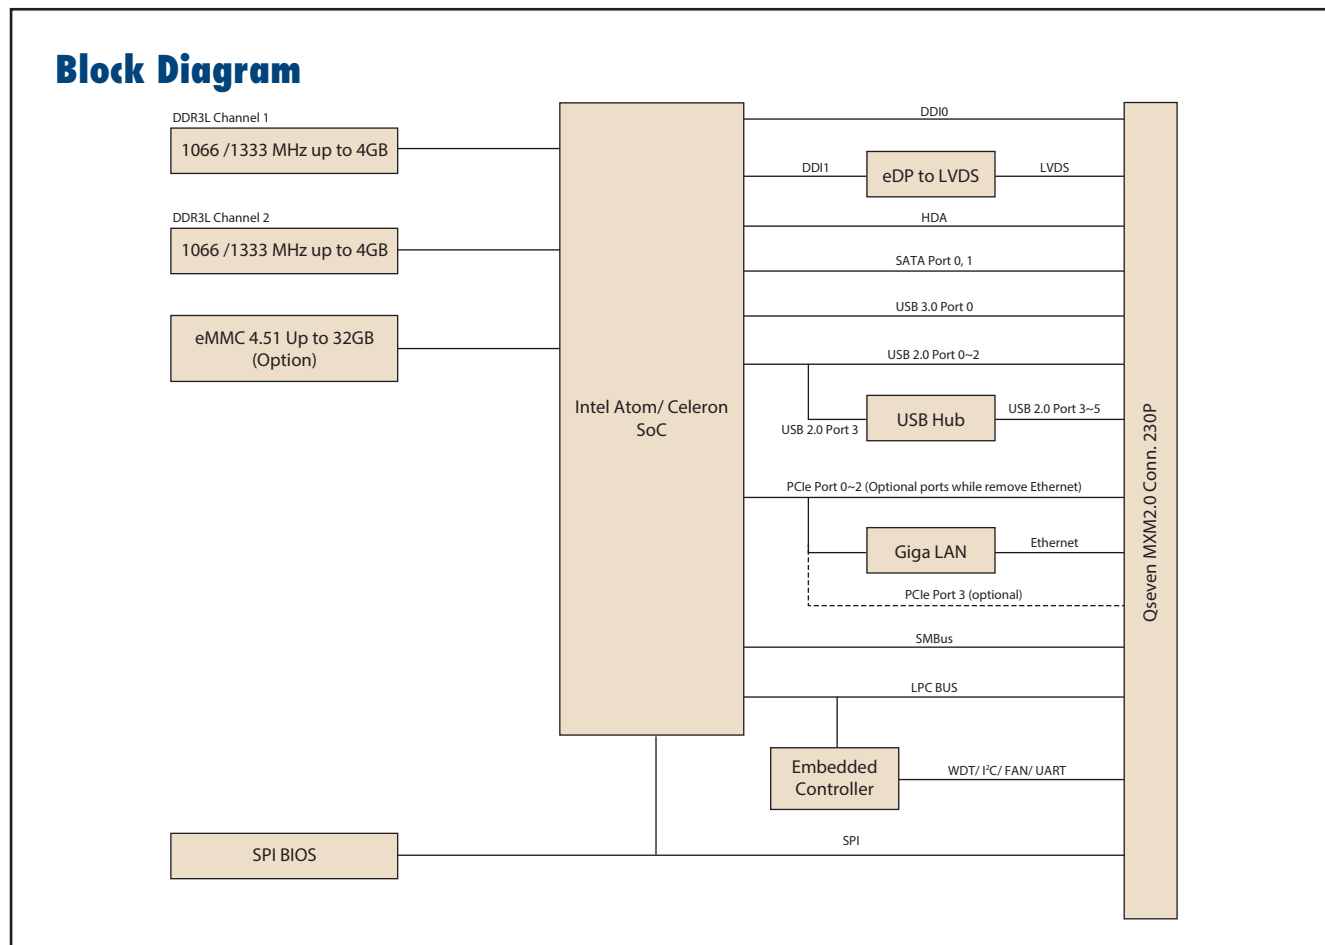 Block Diagram
DDR3L Channel 1
1066 /1333 MHz up to 4GB
DDR3L Channel 2
1066 /1333 MHz up to 4GB
eMMC 4.51 Up to 32GB
(Option)
SPI BIOS
Intel Atom/ Celeron
SoC
DDI0
DDI1
eDP to LVDS
LVDS
HDA
SATA Port 0, 1
USB 3.0 Port 0
USB 2.0 Port 0~2
USB 2.0 Port 3
USB Hub
USB 2.0 Port 3~5
PCIe Port 0~2 (Optional ports while remove Ethernet)
Giga LAN
Ethernet
PCIe Port 3 (optional)
SMBus
LPC BUS
Embedded
Controller
WDT/ I²C/ FAN/ UART
SPI
Qseven MXM2.0 Conn. 230P